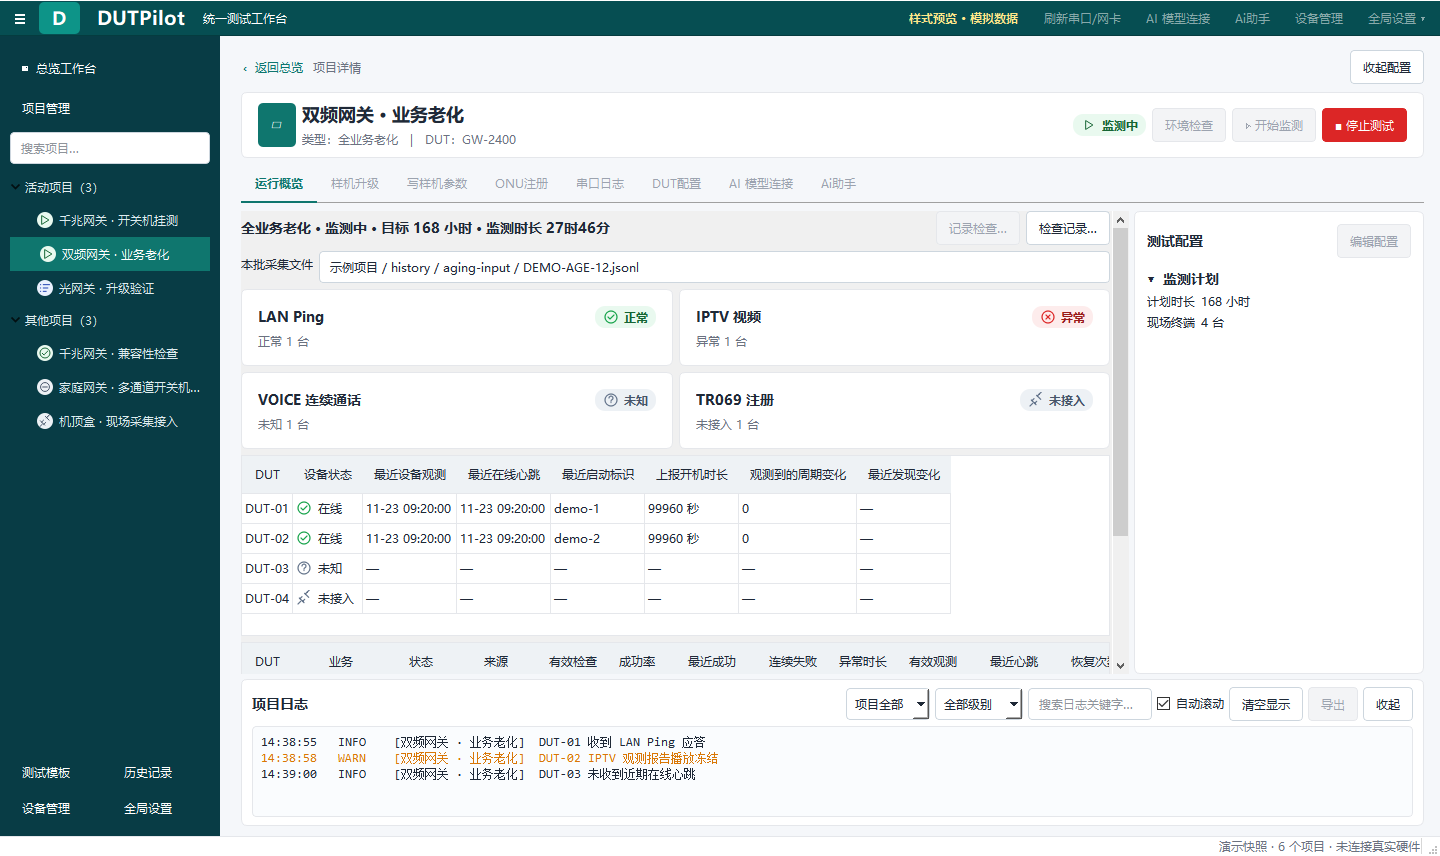 ☰ D DUTPilot 统一测试工作台 样式预览 • 模拟数据 刷新串口/网卡 AI 模型连接 Ai助手 设备管理 全局设置
总览工作台
项目管理
搜索项目...
活动项目（3）
千兆网关 · 开关机挂测
双频网关 · 业务老化
光网关 · 升级验证
其他项目（3）
千兆网关 · 兼容性检查
家庭网关 · 多通道开关机...
机顶盒 · 现场采集接入
测试模板 历史记录
设备管理 全局设置
‹ 返回总览 项目详情 收起配置
双频网关 • 业务老化
类型：全业务老化 | DUT：GW-2400
监测中 环境检查 开始监测 停止测试
运行概览 样机升级 写样机参数 ONU注册 串口日志 DUT配置 AI 模型连接 Ai助手
全业务老化 • 监测中 • 目标 168 小时 • 监测时长 27时46分 记录检查... 检查记录...
本批采集文件 示例项目 / history / aging-input / DEMO-AGE-12.jsonl
LAN Ping 正常
正常 1 台
IPTV 视频 异常
异常 1 台
VOICE 连续通话 未知
未知 1 台
TR069 注册 未接入
未接入 1 台
DUT 设备状态 最近设备观测 最近在线心跳 最近启动标识 上报开机时长 观测到的周期变化 最近发现变化
DUT-01 在线 11-23 09:20:00 11-23 09:20:00 demo-1 99960 秒 0 —
DUT-02 在线 11-23 09:20:00 11-23 09:20:00 demo-2 99960 秒 0 —
DUT-03 未知 — — — — — —
DUT-04 未接入 — — — — — —
DUT 业务 状态 来源 有效检查 成功率 最近成功 连续失败 异常时长 有效观测 最近心跳 恢复次
测试配置 编辑配置
监测计划
计划时长 168 小时
现场终端 4 台
项目日志 项目全部 全部级别 搜索日志关键字... 自动滚动 清空显示 导出 收起
14:38:55 INFO [双频网关 · 业务老化] DUT-01 收到 LAN Ping 应答
14:38:58 WARN [双频网关 · 业务老化] DUT-02 IPTV 观测报告播放冻结
14:39:00 INFO [双频网关 · 业务老化] DUT-03 未收到近期在线心跳
演示快照 · 6 个项目 · 未连接真实硬件